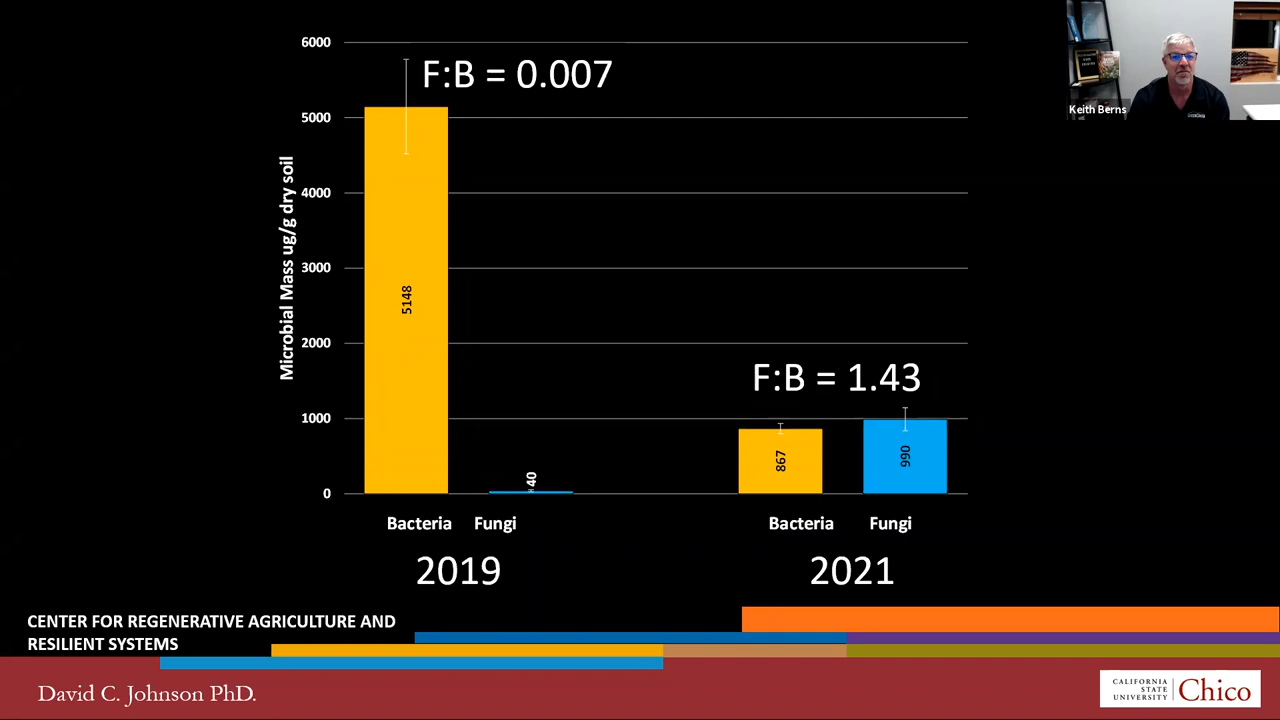 Keith Berns
F:B = 0.007
F:B = 1.43
Microbial Mass ug/g dry soil
6000
5000
4000
3000
2000
1000
0
5148
40
867
990
Bacteria Fungi
Bacteria Fungi
2019
2021
CENTER FOR REGENERATIVE AGRICULTURE AND
RESILIENT SYSTEMS
David C. Johnson PhD.
CALIFORNIA
STATE
UNIVERSITY
Chico